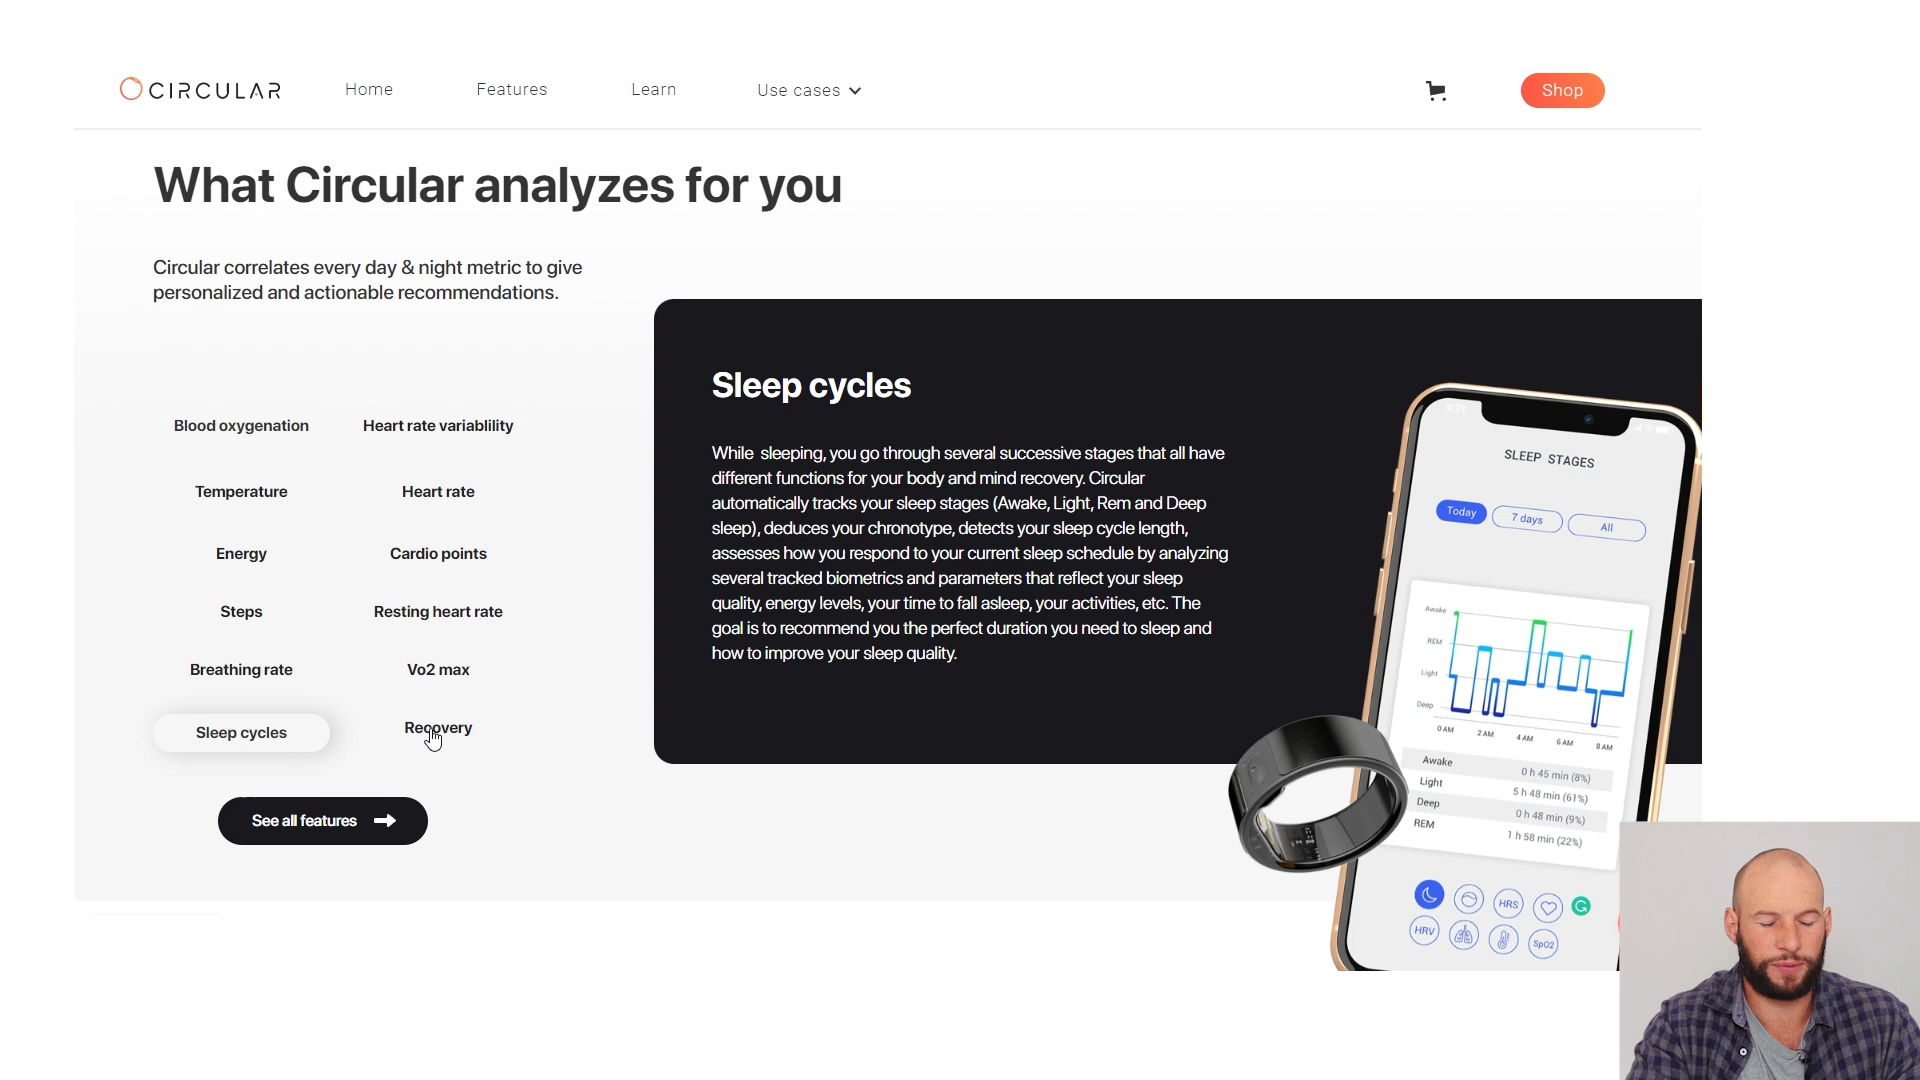 CIRCULAR
Home
Features
Learn
Use cases
Shop
What Circular analyzes for you
Circular correlates every day & night metric to give
personalized and actionable recommendations.
Blood oxygenation
Heart rate variablility
Temperature
Heart rate
Energy
Cardio points
Steps
Resting heart rate
Breathing rate
Vo2 max
Sleep cycles
Recovery
See all features
Sleep cycles
While sleeping, you go through several successive stages that all have
different functions for your body and mind recovery. Circular
automatically tracks your sleep stages (Awake, Light, Rem and Deep
sleep), deduces your chronotype, detects your sleep cycle length,
assesses how you respond to your current sleep schedule by analyzing
several tracked biometrics and parameters that reflect your sleep
quality, energy levels, your time to fall asleep, your activities, etc. The
goal is to recommend you the perfect duration you need to sleep and
how to improve your sleep quality.
4:21
SLEEP STAGES
Today
7 days
All
Awake
REM
Light
Deep
0 AM
2 AM
4 AM
6 AM
8 AM
Awake 0 h 45 min (8%)
Light 5 h 48 min (61%)
Deep 0 h 48 min (9%)
REM 1 h 58 min (22%)
HRS
HRV
SpO2